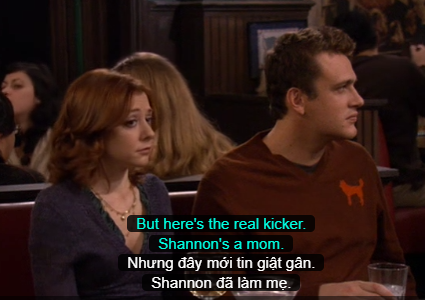 But here's the real kicker.
Shannon's a mom.
Nhưng đây mới tin giật gân.
Shannon đã làm mẹ.